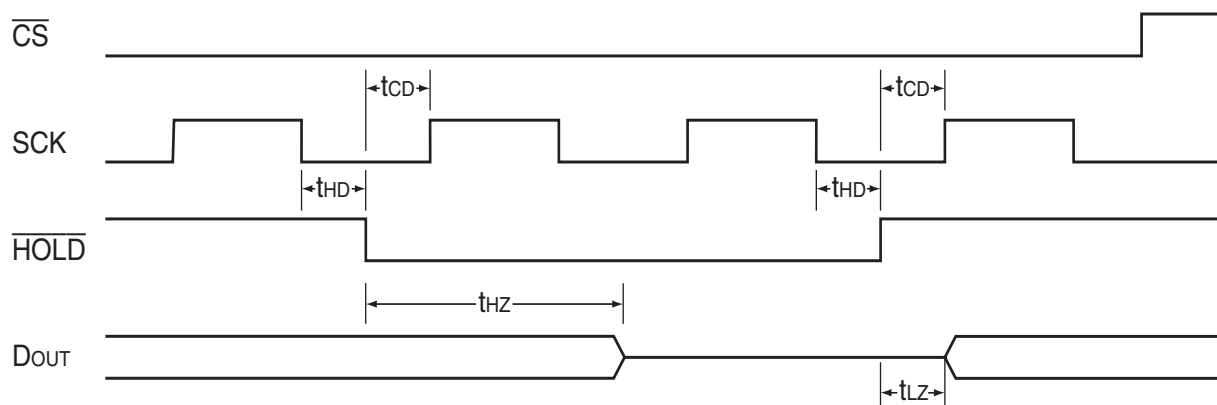 CS
tCD tCD
SCK
tHD tHD
HOLD
tHZ
DOUT
tLZ